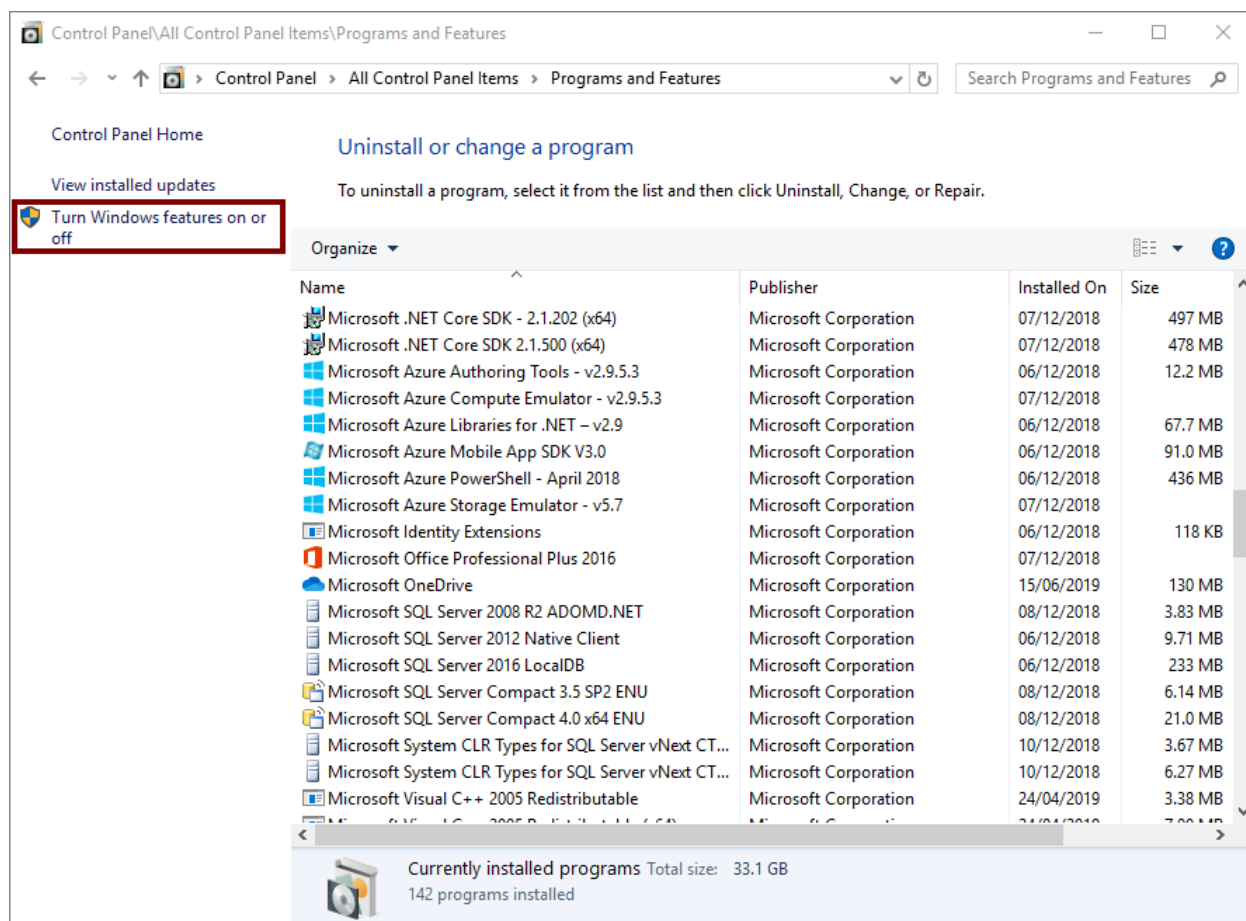 Control Panel\All Control Panel Items\Programs and Features
Control Panel > All Control Panel Items > Programs and Features Search Programs and Features
Control Panel Home
View installed updates
Turn Windows features on or
off
Uninstall or change a program
To uninstall a program, select it from the list and then click Uninstall, Change, or Repair.
Organize
Name Publisher Installed On Size
Microsoft .NET Core SDK - 2.1.202 (x64) Microsoft Corporation 07/12/2018 497 MB
Microsoft .NET Core SDK 2.1.500 (x64) Microsoft Corporation 07/12/2018 478 MB
Microsoft Azure Authoring Tools - v2.9.5.3 Microsoft Corporation 06/12/2018 12.2 MB
Microsoft Azure Compute Emulator - v2.9.5.3 Microsoft Corporation 07/12/2018
Microsoft Azure Libraries for .NET – v2.9 Microsoft Corporation 06/12/2018 67.7 MB
Microsoft Azure Mobile App SDK V3.0 Microsoft Corporation 06/12/2018 91.0 MB
Microsoft Azure PowerShell - April 2018 Microsoft Corporation 06/12/2018 436 MB
Microsoft Azure Storage Emulator - v5.7 Microsoft Corporation 07/12/2018
Microsoft Identity Extensions Microsoft Corporation 06/12/2018 118 KB
Microsoft Office Professional Plus 2016 Microsoft Corporation 07/12/2018
Microsoft OneDrive Microsoft Corporation 15/06/2019 130 MB
Microsoft SQL Server 2008 R2 ADOMD.NET Microsoft Corporation 08/12/2018 3.83 MB
Microsoft SQL Server 2012 Native Client Microsoft Corporation 06/12/2018 9.71 MB
Microsoft SQL Server 2016 LocalDB Microsoft Corporation 06/12/2018 233 MB
Microsoft SQL Server Compact 3.5 SP2 ENU Microsoft Corporation 08/12/2018 6.14 MB
Microsoft SQL Server Compact 4.0 x64 ENU Microsoft Corporation 08/12/2018 21.0 MB
Microsoft System CLR Types for SQL Server vNext CT... Microsoft Corporation 10/12/2018 3.67 MB
Microsoft System CLR Types for SQL Server vNext CT... Microsoft Corporation 10/12/2018 6.27 MB
Microsoft Visual C++ 2005 Redistributable Microsoft Corporation 24/04/2019 3.38 MB
Currently installed programs Total size: 33.1 GB
142 programs installed